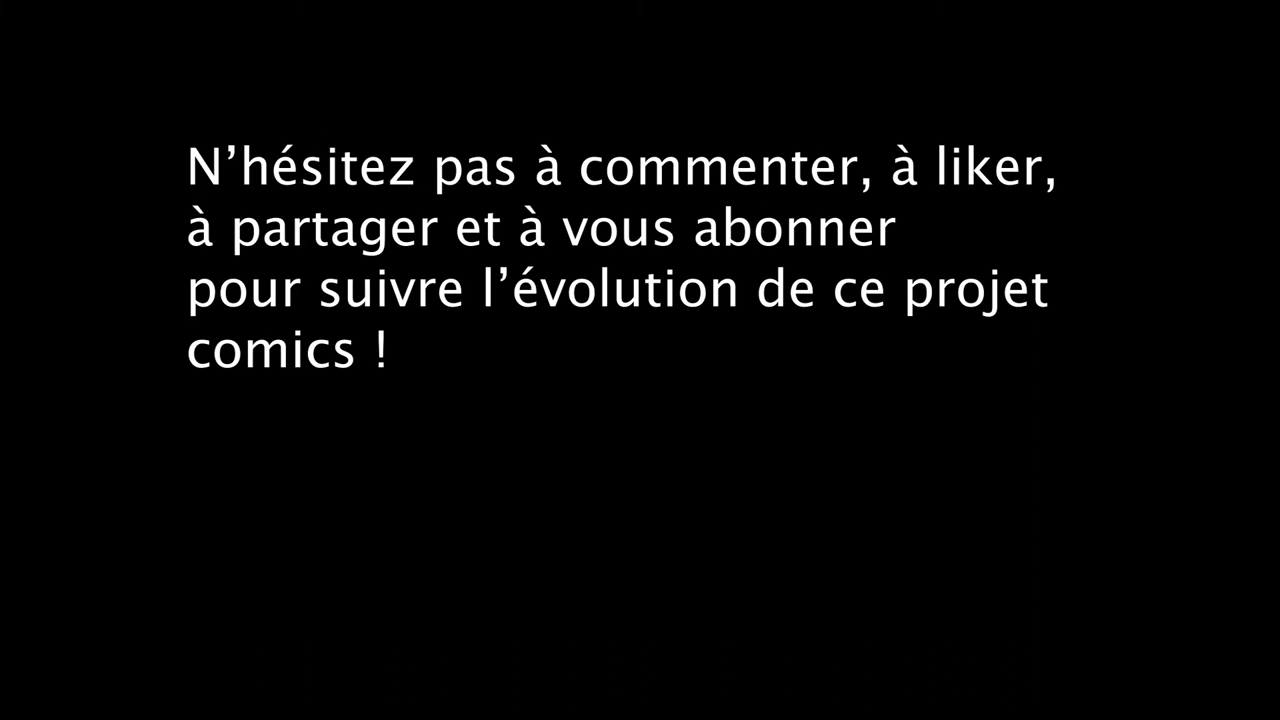 N’hésitez pas à commenter, à liker,
à partager et à vous abonner
pour suivre l’évolution de ce projet
comics !